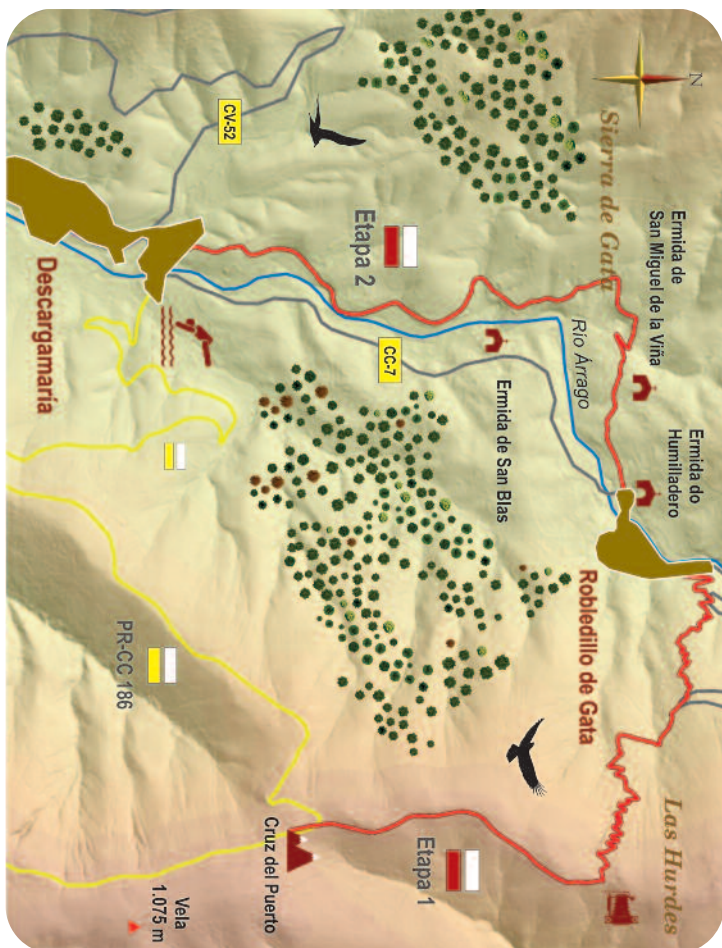 N
Sierra de Gata
Ermida de
San Miguel de la Viña
Ermida do
Humilladero
Las Hurdes
CV-52
Etapa 2
Río Árrago
CC-7
Ermida de San Blas
Robledillo de Gata
Descargamaría
PR-CC 186
Etapa 1
Cruz del Puerto
Vela
1.075 m